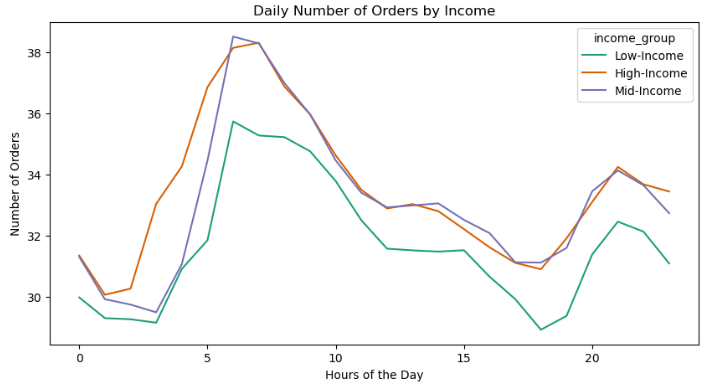 Daily Number of Orders by Income
income_group
Low-Income
High-Income
Mid-Income
Number of Orders
38
36
34
32
30
0
5
10
15
20
Hours of the Day